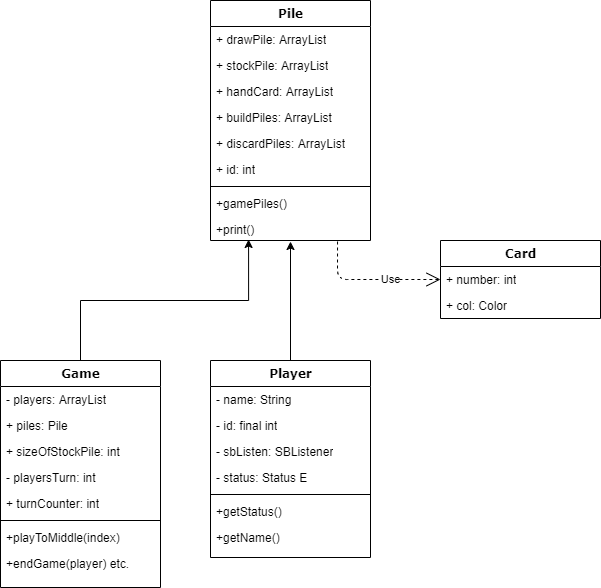 Pile
+ drawPile: ArrayList
+ stockPile: ArrayList
+ handCard: ArrayList
+ buildPiles: ArrayList
+ discardPiles: ArrayList
+ id: int
+gamePiles()
+print()
Use
Card
+ number: int
+ col: Color
Game
- players: ArrayList
+ piles: Pile
+ sizeOfStockPile: int
- playersTurn: int
+ turnCounter: int
+playToMiddle(index)
+endGame(player) etc.
Player
- name: String
- id: final int
- sbListen: SBListener
- status: Status E
+getStatus()
+getName()